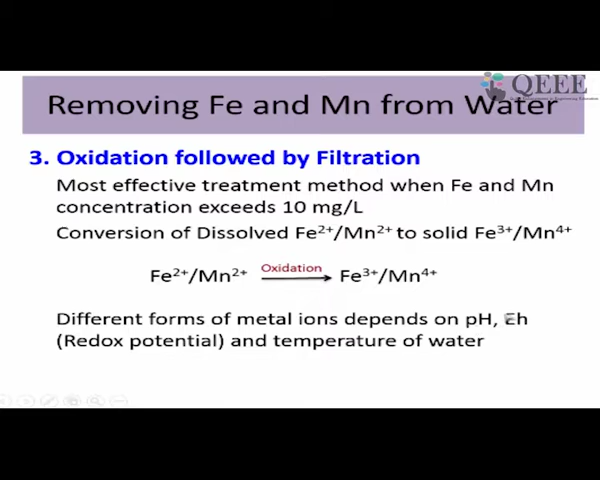 QEEE
Removing Fe and Mn from Water
3. Oxidation followed by Filtration
Most effective treatment method when Fe and Mn
concentration exceeds 10 mg/L
Conversion of Dissolved Fe²⁺/Mn²⁺ to solid Fe³⁺/Mn⁴⁺
Oxidation
Fe²⁺/Mn²⁺ → Fe³⁺/Mn⁴⁺
Different forms of metal ions depends on pH, Eh
(Redox potential) and temperature of water